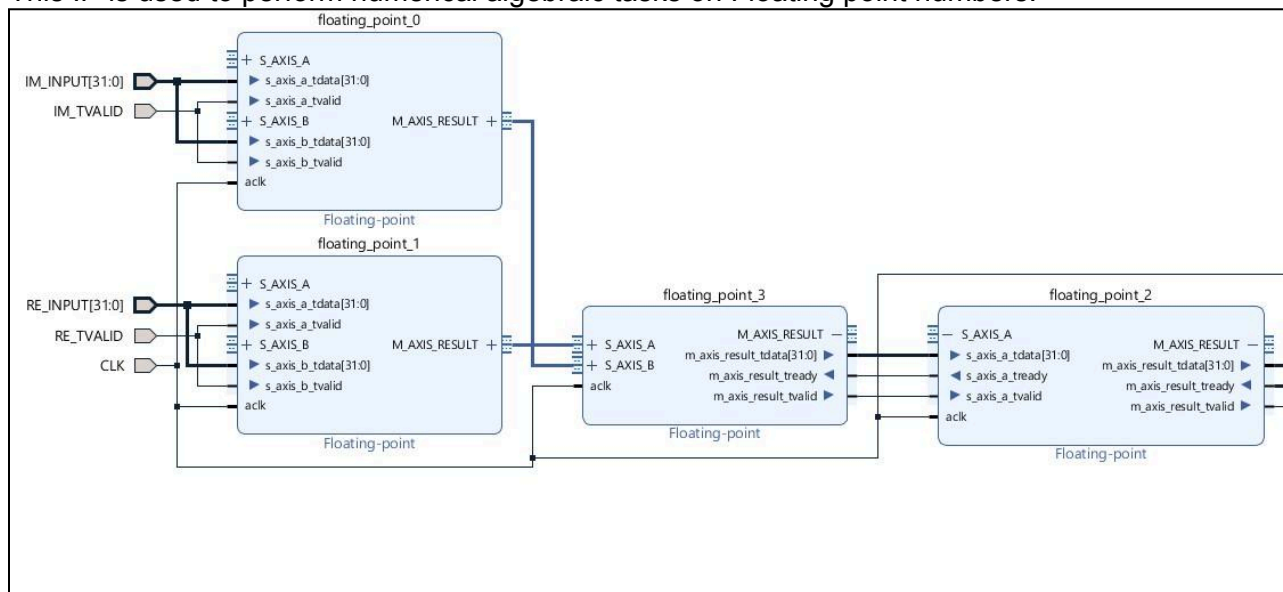 This IP is used to perform numerical algebraic tasks on Floating point numbers.
floating_point_0
IM_INPUT[31:0]
IM_TVALID
S_AXIS_A
s_axis_a_tdata[31:0]
s_axis_a_tvalid
S_AXIS_B
s_axis_b_tdata[31:0]
s_axis_b_tvalid
aclk
M_AXIS_RESULT
Floating-point
floating_point_1
RE_INPUT[31:0]
RE_TVALID
CLK
S_AXIS_A
s_axis_a_tdata[31:0]
s_axis_a_tvalid
S_AXIS_B
s_axis_b_tdata[31:0]
s_axis_b_tvalid
aclk
M_AXIS_RESULT
Floating-point
floating_point_3
S_AXIS_A
S_AXIS_B
aclk
M_AXIS_RESULT
m_axis_result_tdata[31:0]
m_axis_result_tready
m_axis_result_tvalid
Floating-point
floating_point_2
S_AXIS_A
s_axis_a_tdata[31:0]
s_axis_a_tready
s_axis_a_tvalid
aclk
M_AXIS_RESULT
m_axis_result_tdata[31:0]
m_axis_result_tready
m_axis_result_tvalid
Floating-point